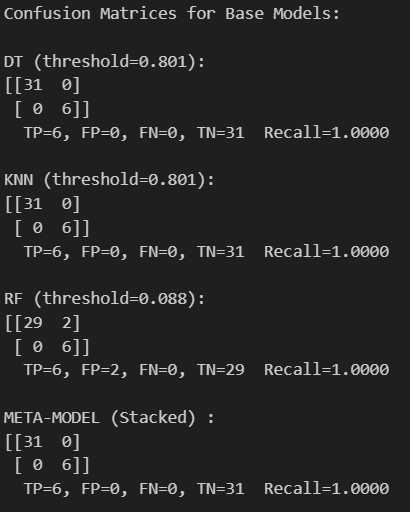 Confusion Matrices for Base Models:
DT (threshold=0.801):
[[31  0]
 [ 0  6]]
  TP=6, FP=0, FN=0, TN=31  Recall=1.0000
KNN (threshold=0.801):
[[31  0]
 [ 0  6]]
  TP=6, FP=0, FN=0, TN=31  Recall=1.0000
RF (threshold=0.088):
[[29  2]
 [ 0  6]]
  TP=6, FP=2, FN=0, TN=29  Recall=1.0000
META-MODEL (Stacked) :
[[31  0]
 [ 0  6]]
  TP=6, FP=0, FN=0, TN=31  Recall=1.0000